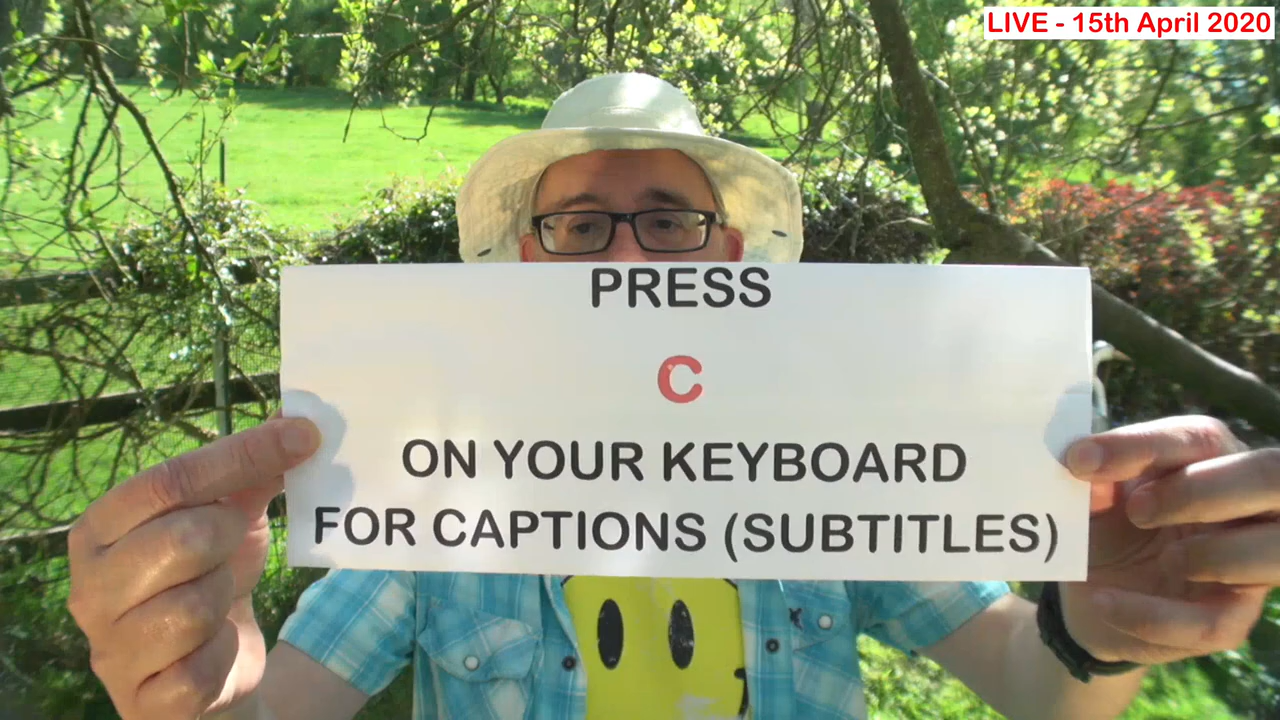 LIVE - 15th April 2020
PRESS
C
ON YOUR KEYBOARD
FOR CAPTIONS (SUBTITLES)